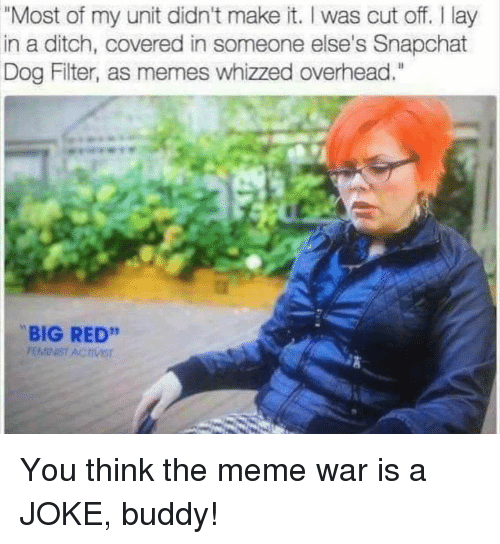 "Most of my unit didn't make it. I was cut off. I lay
in a ditch, covered in someone else's Snapchat
Dog Filter, as memes whizzed overhead."
"BIG RED"
FEMINIST ACTIVIST
You think the meme war is a
JOKE, buddy!